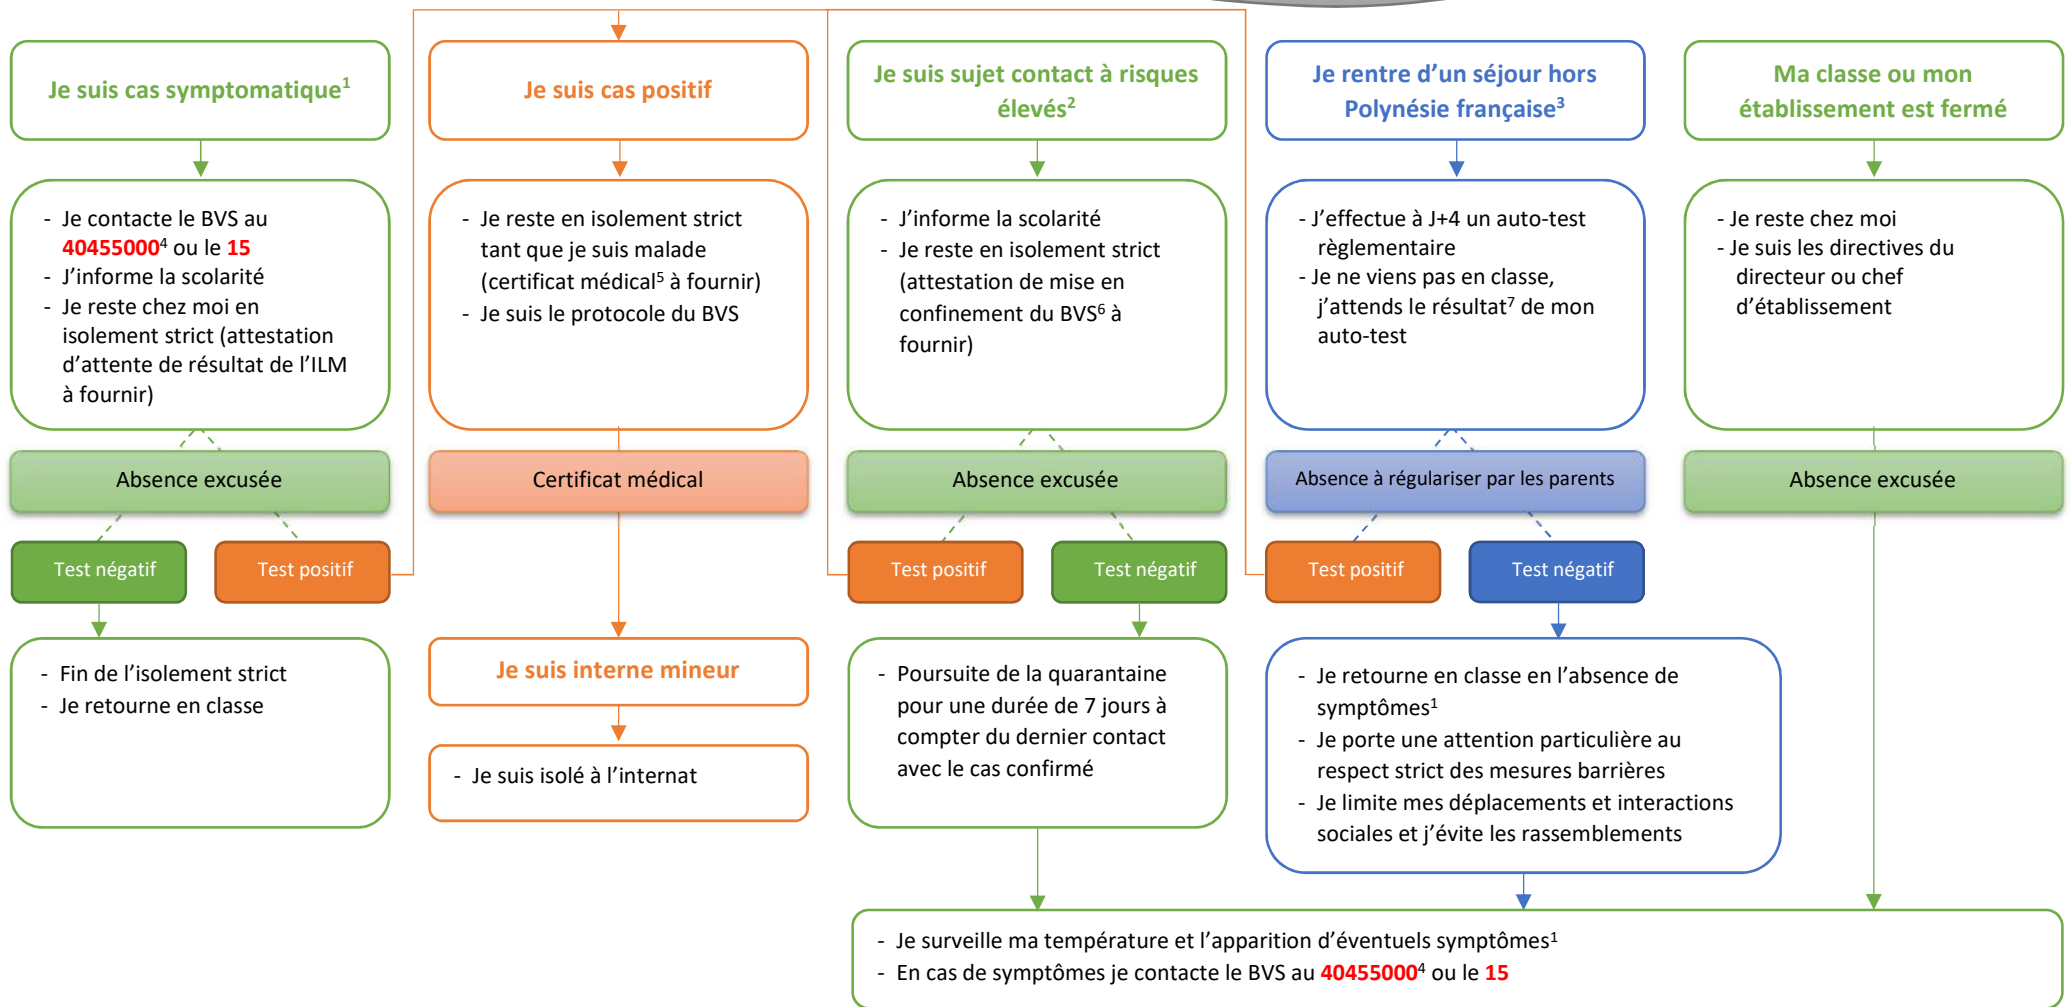 Je suis cas symptomatique¹
Je suis cas positif
Je suis sujet contact à risques
élevés²
Je rentre d’un séjour hors
Polynésie française³
Ma classe ou mon
établissement est fermé
- Je contacte le BVS au
40455000⁴ ou le 15
- J’informe la scolarité
- Je reste chez moi en
isolement strict (attestation
d’attente de résultat de l’ILM
à fournir)
- Je reste en isolement strict
tant que je suis malade
(certificat médical⁵ à fournir)
- Je suis le protocole du BVS
- J’informe la scolarité
- Je reste en isolement strict
(attestation de mise en
confinement du BVS⁶ à
fournir)
- J’effectue à J+4 un auto-test
règlementaire
- Je ne viens pas en classe,
j’attends le résultat⁷ de mon
auto-test
- Je reste chez moi
- Je suis les directives du
directeur ou chef
d’établissement
Absence excusée
Certificat médical
Absence excusée
Absence à régulariser par les parents
Absence excusée
Test négatif
Test positif
Test positif
Test négatif
Test positif
Test négatif
- Fin de l’isolement strict
- Je retourne en classe
Je suis interne mineur
- Je suis isolé à l’internat
- Poursuite de la quarantaine
pour une durée de 7 jours à
compter du dernier contact
avec le cas confirmé
- Je retourne en classe en l’absence de
symptômes¹
- Je porte une attention particulière au
respect strict des mesures barrières
- Je limite mes déplacements et interactions
sociales et j’évite les rassemblements
- Je surveille ma température et l’apparition d’éventuels symptômes¹
- En cas de symptômes je contacte le BVS au 40455000⁴ ou le 15